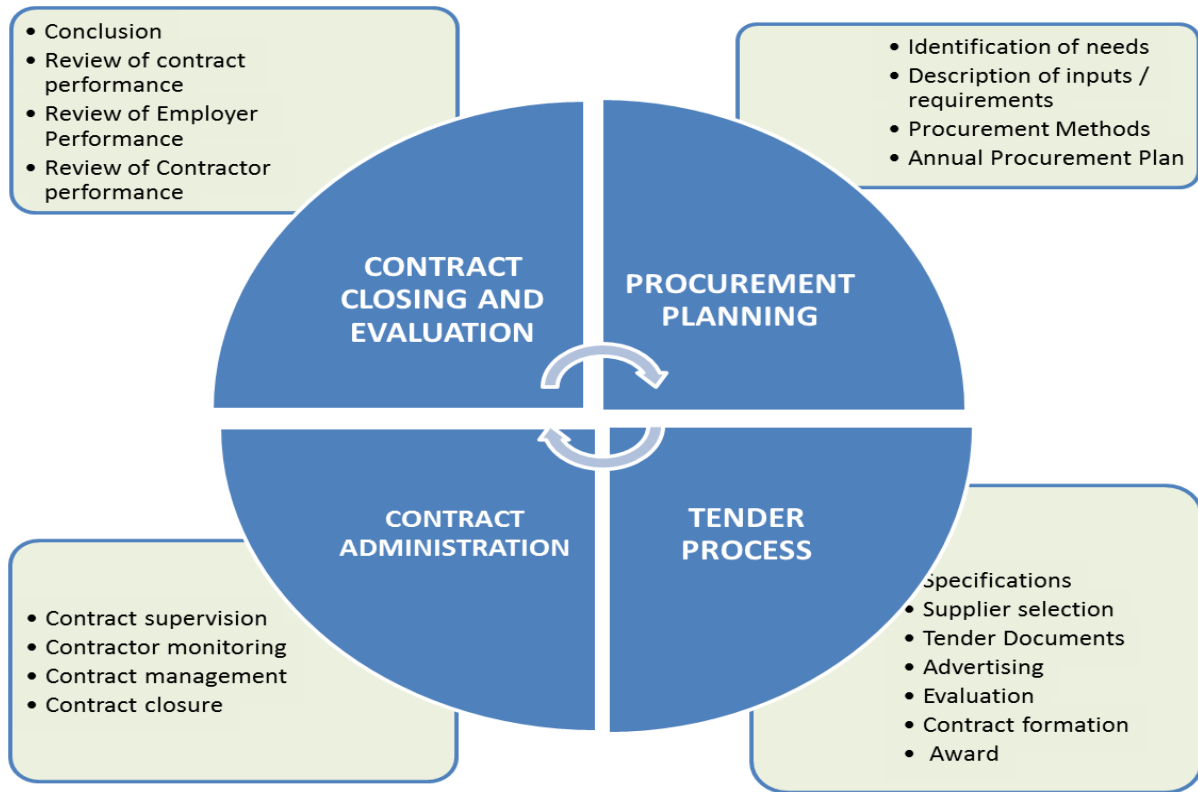 • Conclusion
• Review of contract
performance
• Review of Employer
Performance
• Review of Contractor
performance
• Identification of needs
• Description of inputs /
requirements
• Procurement Methods
• Annual Procurement Plan
CONTRACT
CLOSING AND
EVALUATION
PROCUREMENT
PLANNING
CONTRACT
ADMINISTRATION
TENDER
PROCESS
• Contract supervision
• Contractor monitoring
• Contract management
• Contract closure
• Specifications
• Supplier selection
• Tender Documents
• Advertising
• Evaluation
• Contract formation
• Award